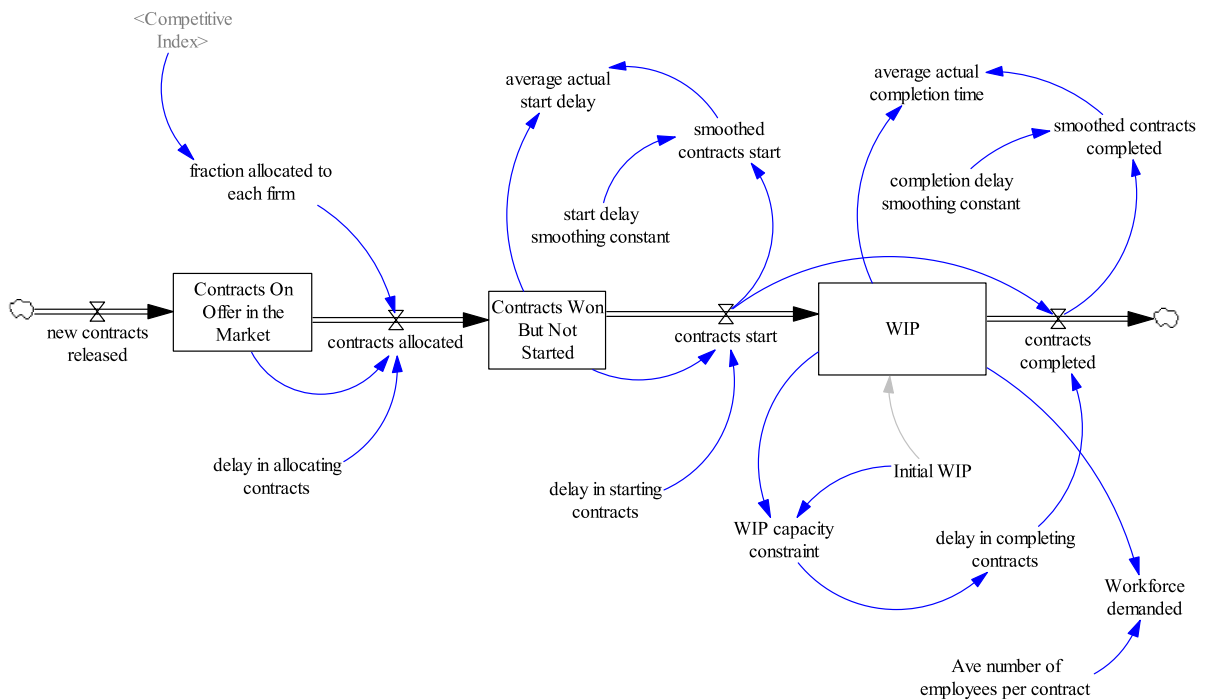 <Competitive
Index>
average actual
start delay
average actual
completion time
smoothed
contracts start
smoothed contracts
completed
fraction allocated to
each firm
completion delay
smoothing constant
start delay
smoothing constant
Contracts On
Offer in the
Market
Contracts Won
But Not
Started
WIP
new contracts
released
contracts allocated
contracts start
contracts
completed
delay in allocating
contracts
delay in starting
contracts
Initial WIP
WIP capacity
constraint
delay in completing
contracts
Workforce
demanded
Ave number of
employees per contract